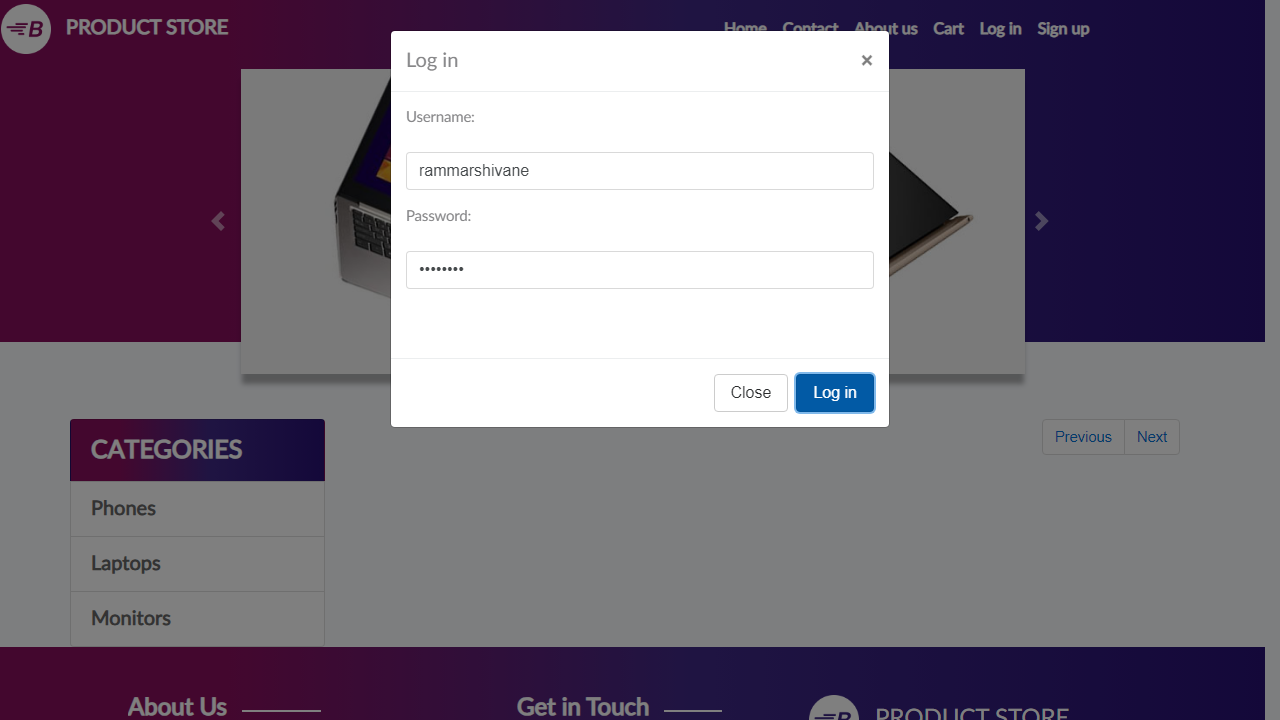 B PRODUCT STORE
Home Contact About us Cart Log in Sign up
Log in ×
Username:
rammarshivane
Password:
••••••••
Close Log in
CATEGORIES
Previous Next
Phones
Laptops
Monitors
About Us Get in Touch B PRODUCT STORE